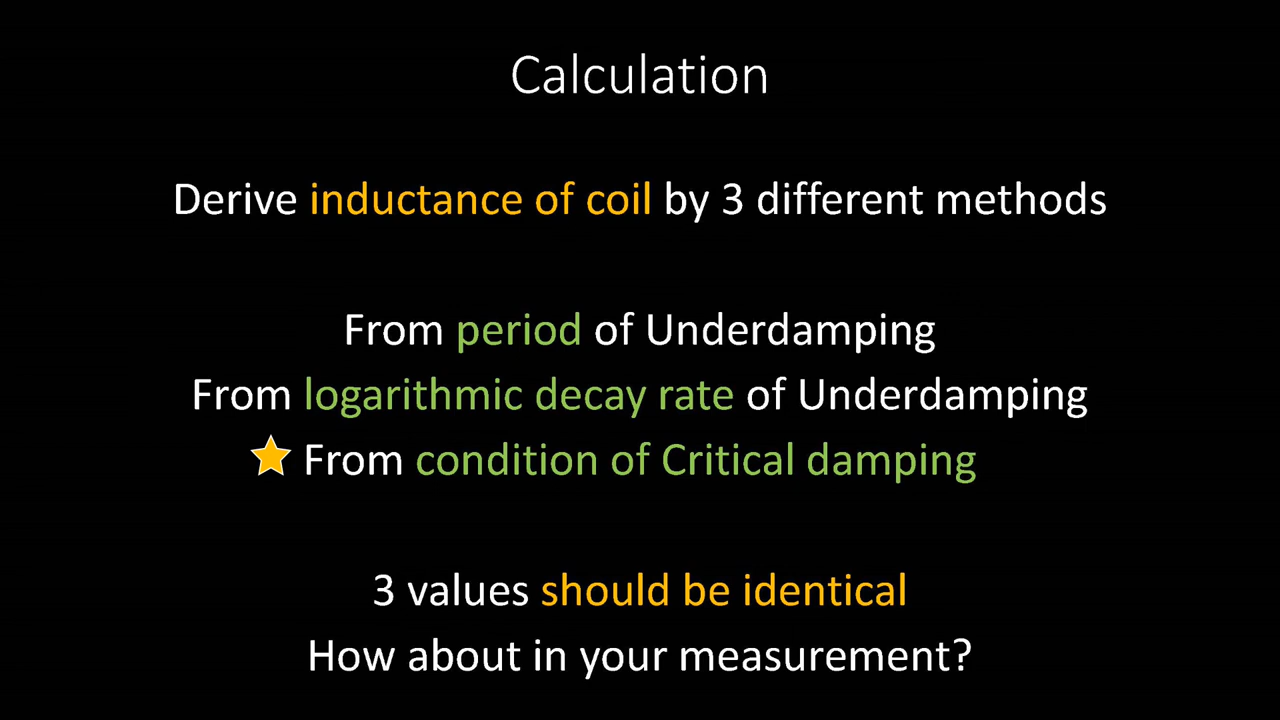 Calculation
Derive inductance of coil by 3 different methods
From period of Underdamping
From logarithmic decay rate of Underdamping
From condition of Critical damping
3 values should be identical
How about in your measurement?